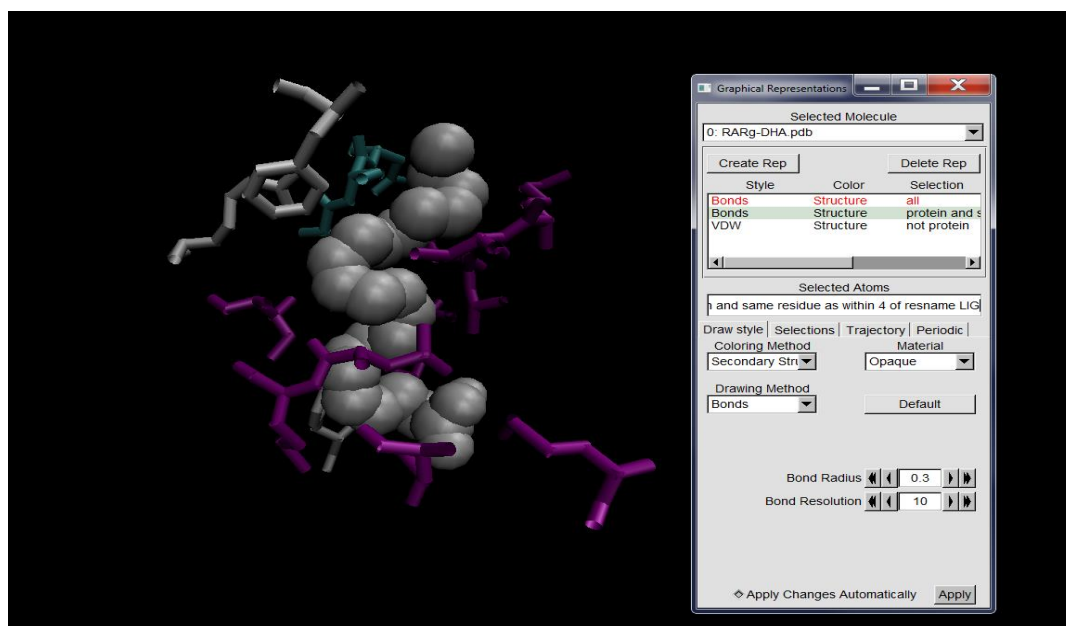 Graphical Representations
Selected Molecule
0: RARg-DHA.pdb
Create Rep Delete Rep
Style Color Selection
Bonds Structure all
Bonds Structure protein and s
VDW Structure not protein
Selected Atoms
n and same residue as within 4 of resname LIG
Draw style Selections Trajectory Periodic
Coloring Method Material
Secondary Stru Opaque
Drawing Method
Bonds Default
Bond Radius 0.3
Bond Resolution 10
Apply Changes Automatically Apply